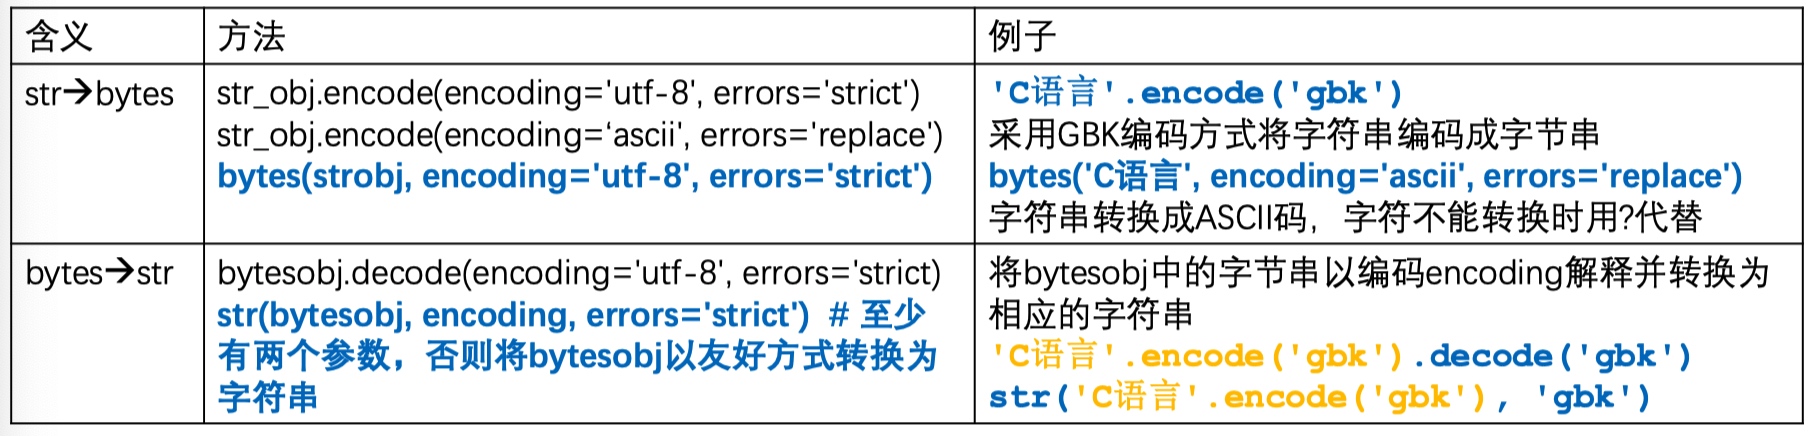 含义
方法
例子
str→bytes
str_obj.encode(encoding='utf-8', errors='strict')
str_obj.encode(encoding=‘ascii', errors='replace')
bytes(strobj, encoding='utf-8', errors='strict')
'C语言'.encode('gbk')
采用GBK编码方式将字符串编码成字节串
bytes('C语言', encoding='ascii', errors='replace')
字符串转换成ASCII码，字符不能转换时用?代替
bytes→str
bytesobj.decode(encoding='utf-8', errors='strict)
str(bytesobj, encoding, errors='strict') # 至少
有两个参数，否则将bytesobj以友好方式转换为
字符串
将bytesobj中的字节串以编码encoding解释并转换为
相应的字符串
'C语言'.encode('gbk').decode('gbk')
str('C语言'.encode('gbk'), 'gbk')